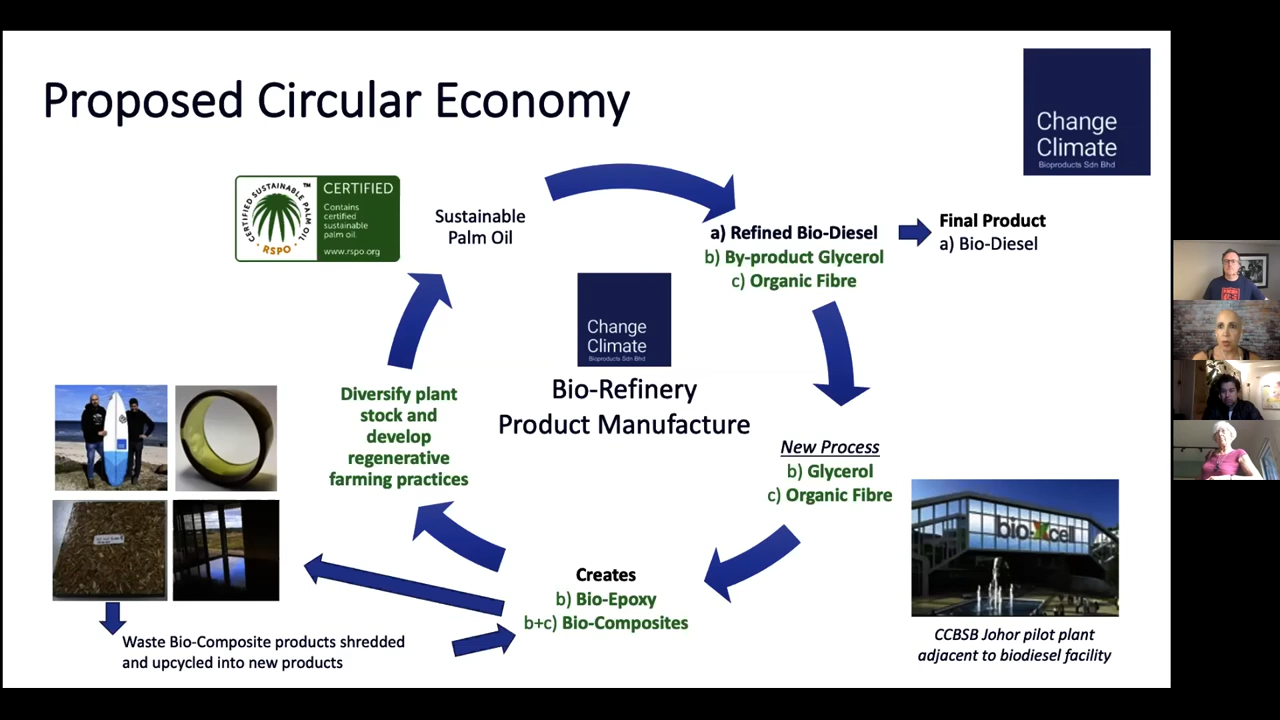 Proposed Circular Economy
Change
Climate
Bioproducts Sdn Bhd
CERTIFIED SUSTAINABLE PALM OIL
TM
RSPO
CERTIFIED
Contains
certified
sustainable
palm oil
www.rspo.org
Sustainable
Palm Oil
a) Refined Bio-Diesel
b) By-product Glycerol
c) Organic Fibre
Final Product
a) Bio-Diesel
Change
Climate
Bioproducts Sdn Bhd
Bio-Refinery
Product Manufacture
Diversify plant
stock and
develop
regenerative
farming practices
New Process
b) Glycerol
c) Organic Fibre
bio-Xcell
Creates
b) Bio-Epoxy
b+c) Bio-Composites
Waste Bio-Composite products shredded
and upcycled into new products
CCBSB Johor pilot plant
adjacent to biodiesel facility